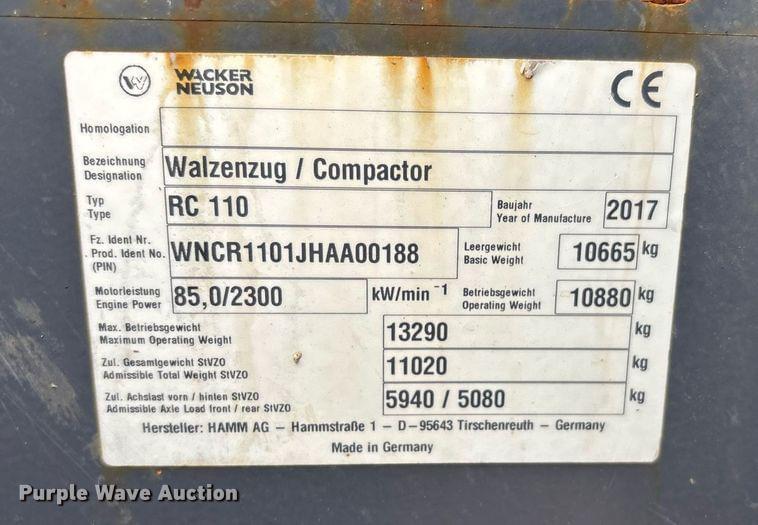 WACKER
NEUSON
CE
Homologation
Bezeichnung
Designation
Walzenzug / Compactor
Typ
Type
RC 110
Baujahr
Year of Manufacture
2017
Fz. Ident Nr.
. Prod. Ident No.
(PIN)
WNCR1101JHAA00188
Leergewicht
Basic Weight
10665 kg
Motorleistung
Engine Power
85,0/2300 kW/min -1
Betriebsgewicht
Operating Weight
10880 kg
Max. Betriebsgewicht
Maximum Operating Weight
13290 kg
Zul. Gesamtgewicht StVZO
Admissible Total Weight StVZO
11020 kg
Zul. Achslast vorn / hinten StVZO
Admissible Axle Load front / rear StVZO
5940 / 5080 kg
Hersteller: HAMM AG – Hammstraße 1 – D-95643 Tirschenreuth – Germany
Made in Germany
Purple Wave Auction